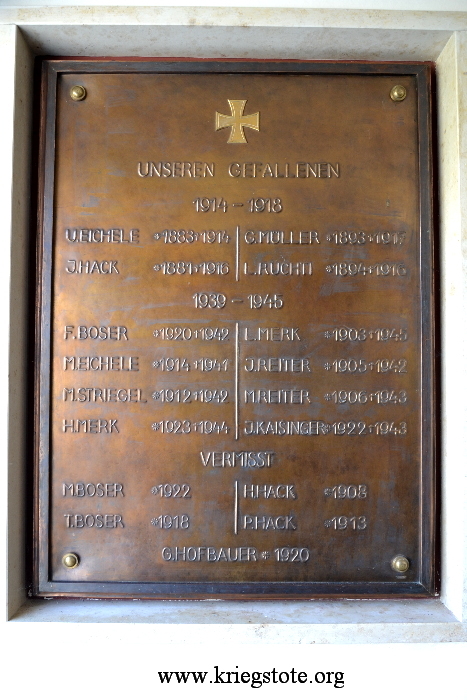 UNSEREN GEFALLENEN
1914 – 1918
U.EICHELE *1883+1914 G.MÜLLER *1893+1917
J.HACK *1881+1916 L.RÜCHTI *1894+1916
1939 – 1945
F.BOSER *1920+1942 L.MERK *1903+1945
M.EICHELE *1914+1941 J.REITER *1905+1942
M.STRIEGEL *1912+1942 M.REITER *1906+1943
H.MERK *1923+1944 J.KAISINGER *1922+1943
VERMISST
M.BOSER *1922 H.HACK *1908
T.BOSER *1918 P.HACK *1913
G.HOFBAUER * 1920
www.kriegstote.org